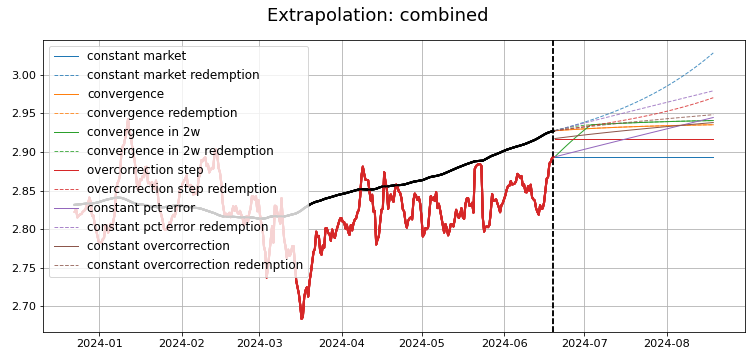 Extrapolation: combined
3.00
2.95
2.90
2.85
2.80
2.75
2.70
constant market
constant market redemption
convergence
convergence redemption
convergence in 2w
convergence in 2w redemption
overcorrection step
overcorrection step redemption
constant pct error
constant pct error redemption
constant overcorrection
constant overcorrection redemption
2024-01 2024-02 2024-03 2024-04 2024-05 2024-06 2024-07 2024-08